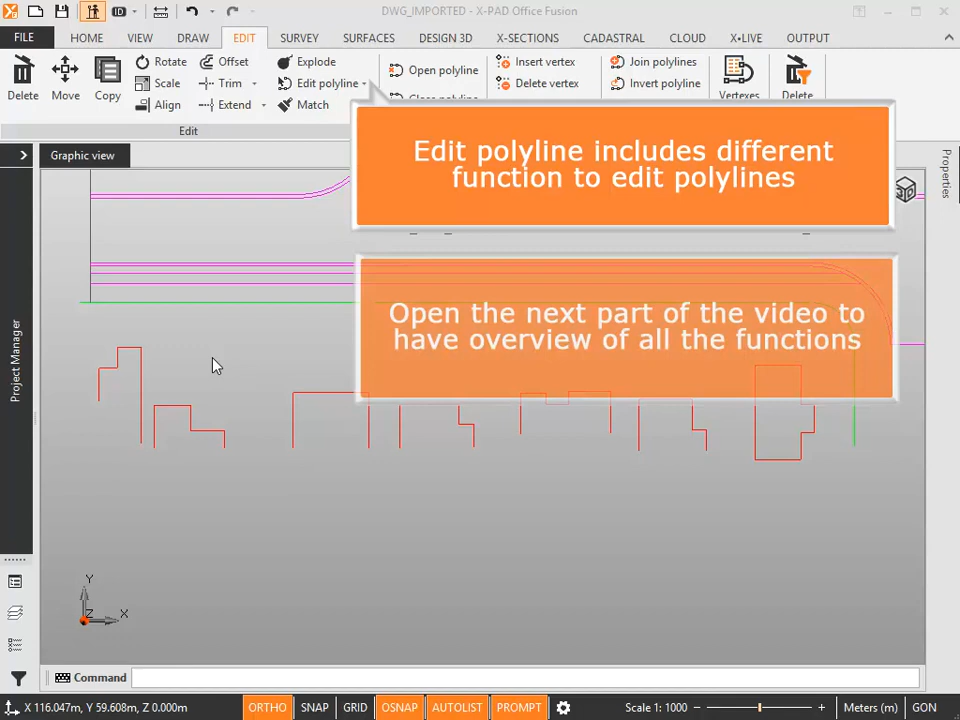 ID
DWG_IMPORTED - X-PAD Office Fusion
FILE HOME VIEW DRAW EDIT SURVEY SURFACES DESIGN 3D X-SECTIONS CADASTRAL CLOUD X•LIVE OUTPUT
Delete Move Copy
Rotate Offset Explode
Scale Trim Edit polyline
Align Extend Match
Open polyline
Insert vertex
Delete vertex
Join polylines
Invert polyline
Vertexes Delete
Edit
Graphic view
Edit polyline includes different
function to edit polylines
Open the next part of the video to
have overview of all the functions
Properties
3D
Project Manager
Y
Z X
Command
X 116.047m, Y 59.608m, Z 0.000m ORTHO SNAP GRID OSNAP AUTOLIST PROMPT Scale 1: 1000 Meters (m) GON